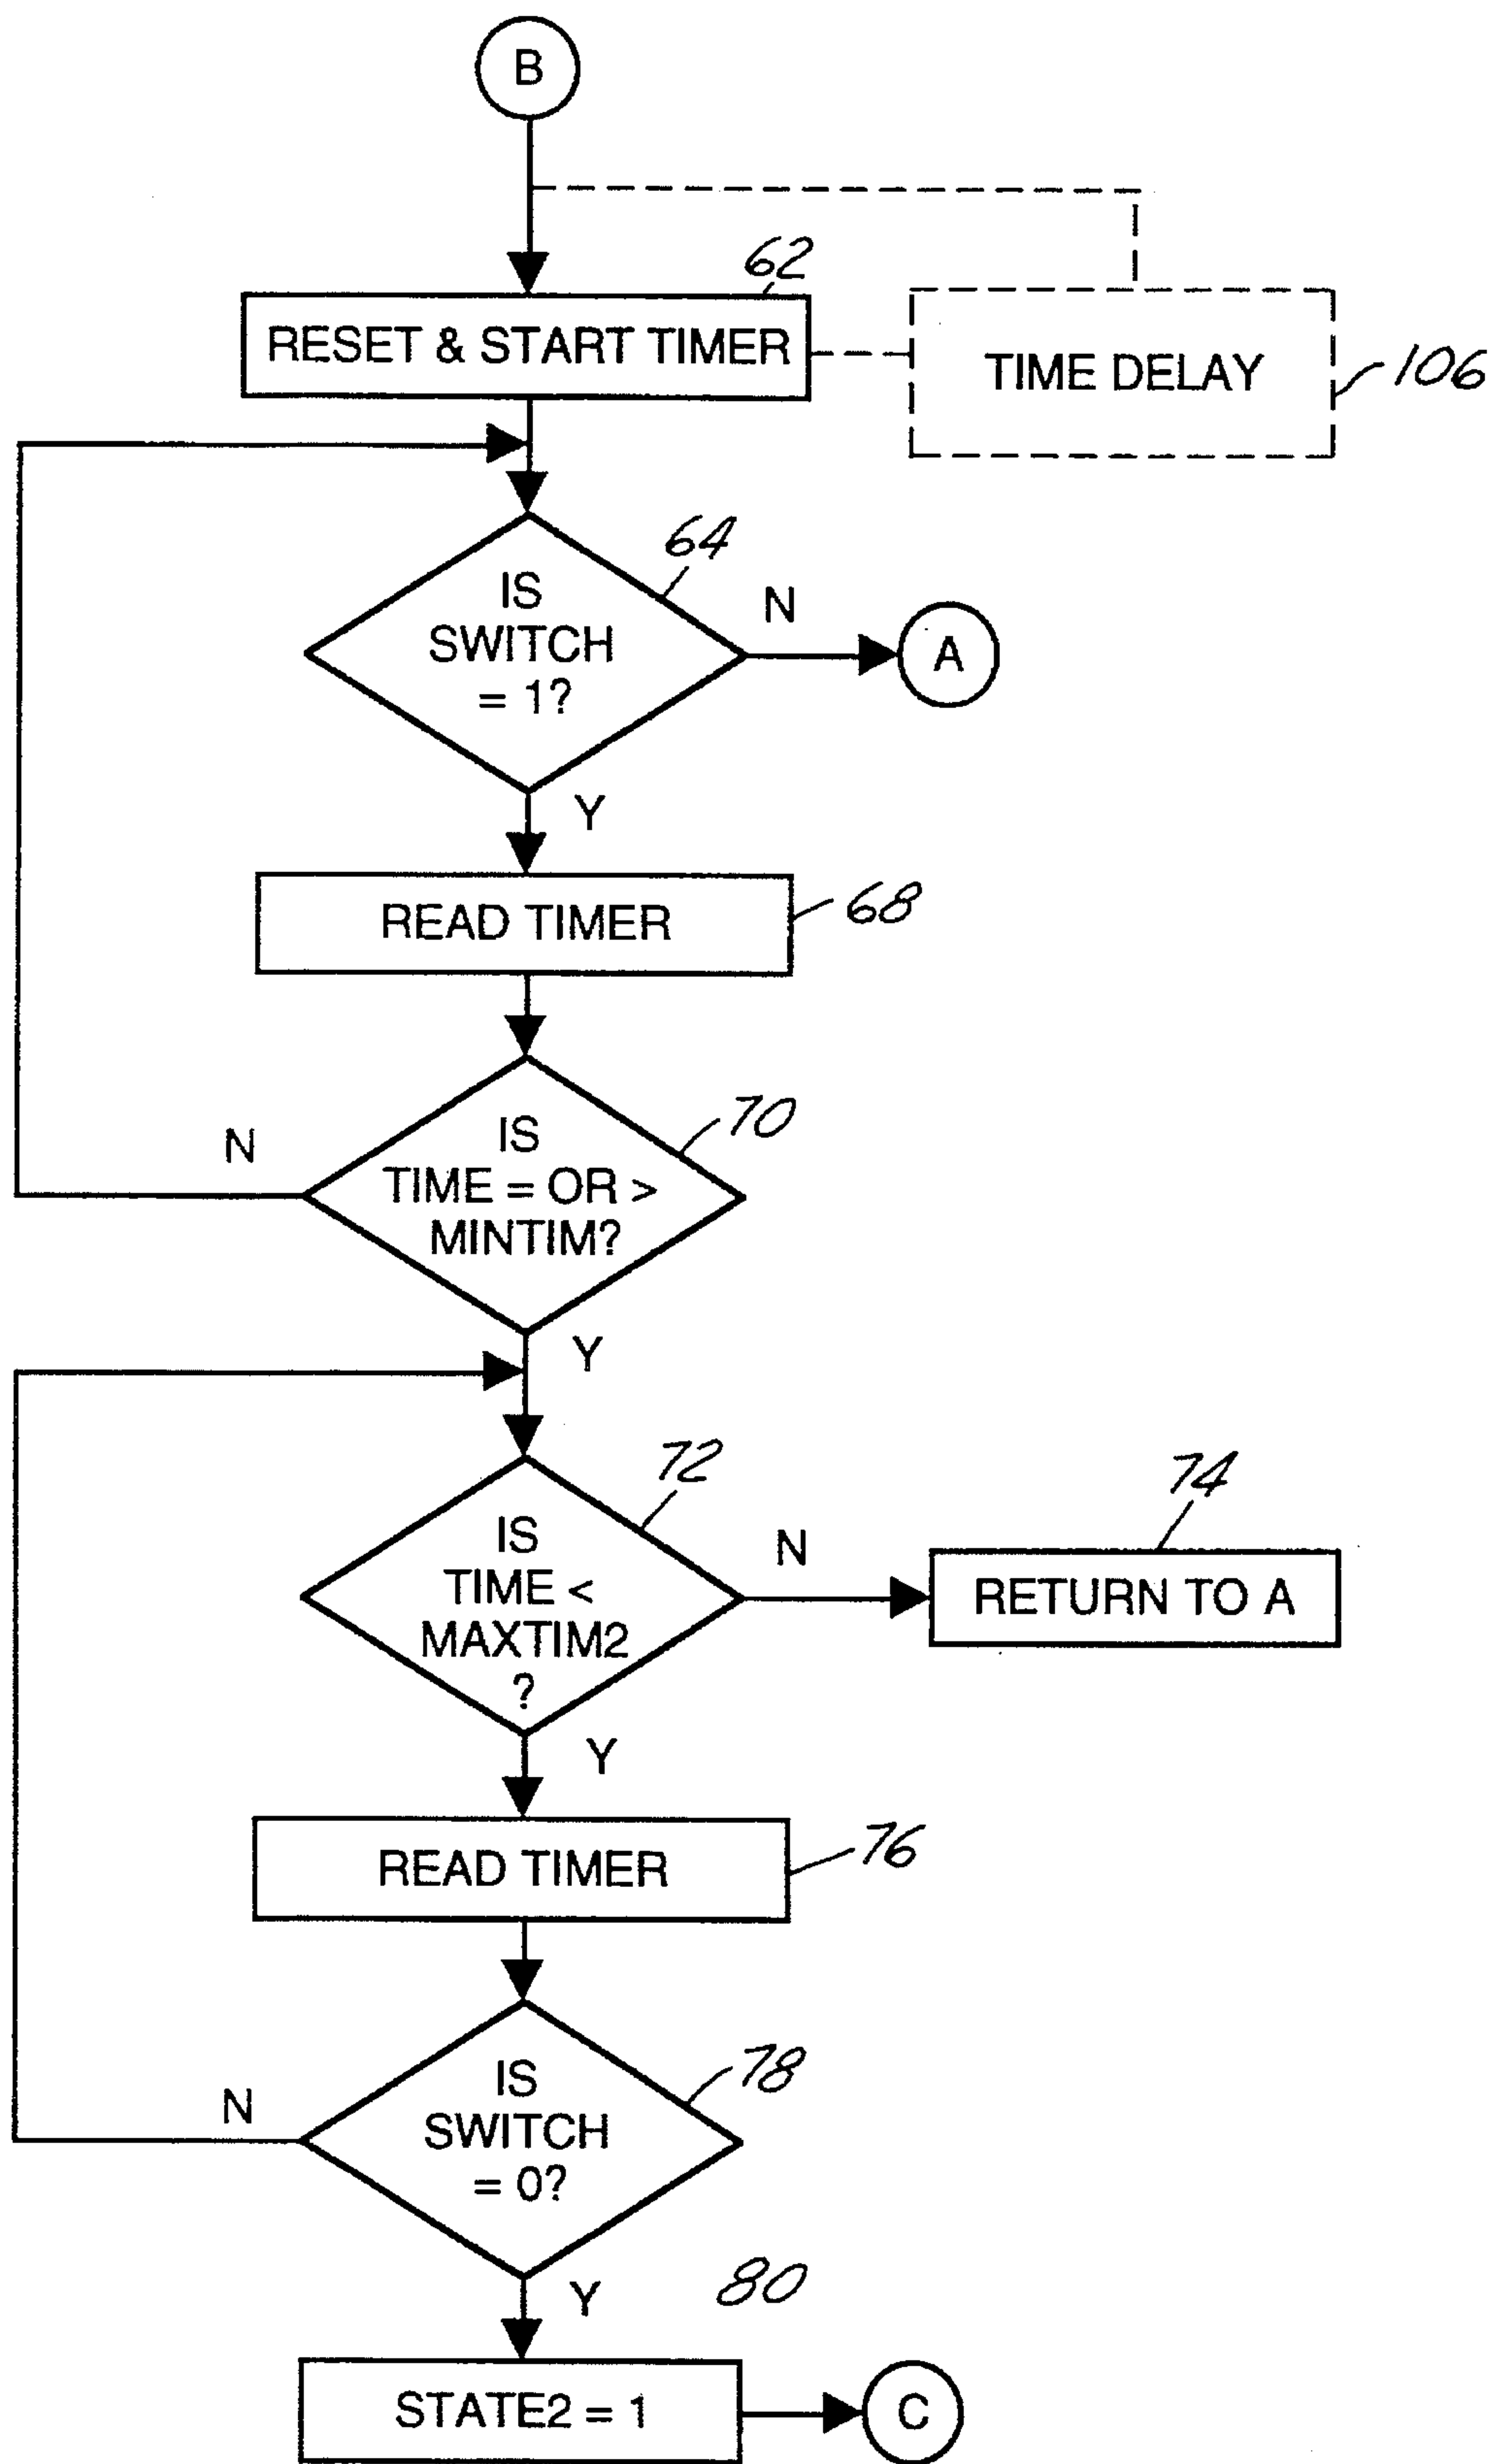 B
62
RESET & START TIMER
TIME DELAY
106
64
IS
SWITCH
= 1?
N
A
Y
68
READ TIMER
70
IS
TIME = OR >
MINTIM?
N
Y
72
IS
TIME <
MAXTIM2
?
N
74
RETURN TO A
Y
76
READ TIMER
78
IS
SWITCH
= 0?
N
Y
80
STATE2 = 1
C